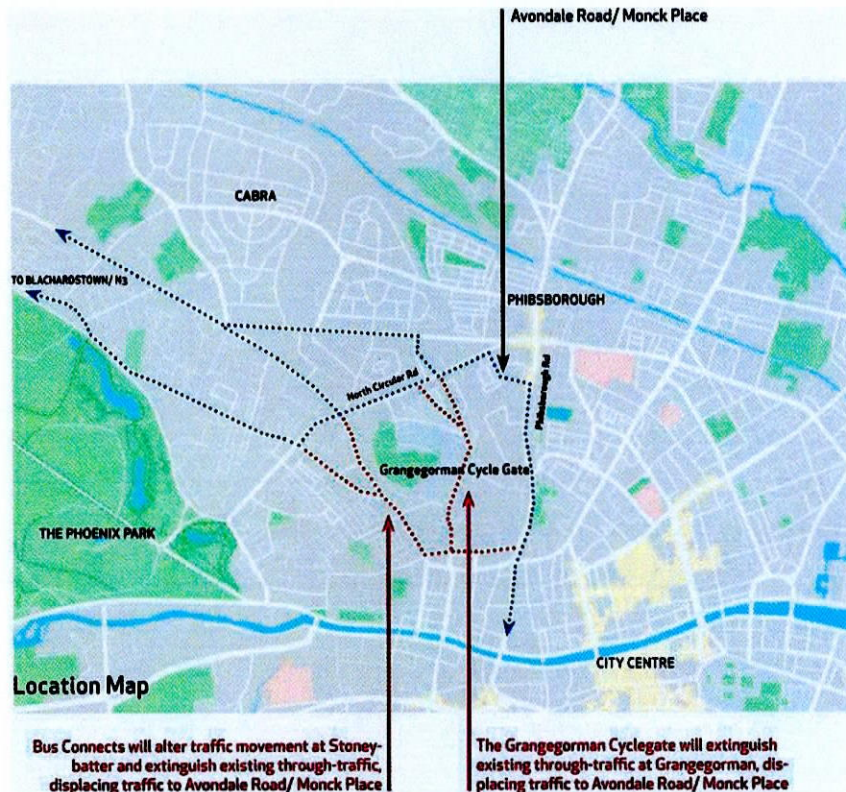 Avondale Road/ Monck Place
CABRA
TO BLACHARDSTOWN/ N3
PHIBSBOROUGH
North Circular Rd
Phibsborough Rd
Grangegorman Cycle Gate
THE PHOENIX PARK
CITY CENTRE
Location Map
Bus Connects will alter traffic movement at Stoney-
batter and extinguish existing through-traffic,
displacing traffic to Avondale Road/ Monck Place
The Grangegorman Cyclegate will extinguish
existing through-traffic at Grangegorman, dis-
placing traffic to Avondale Road/ Monck Place